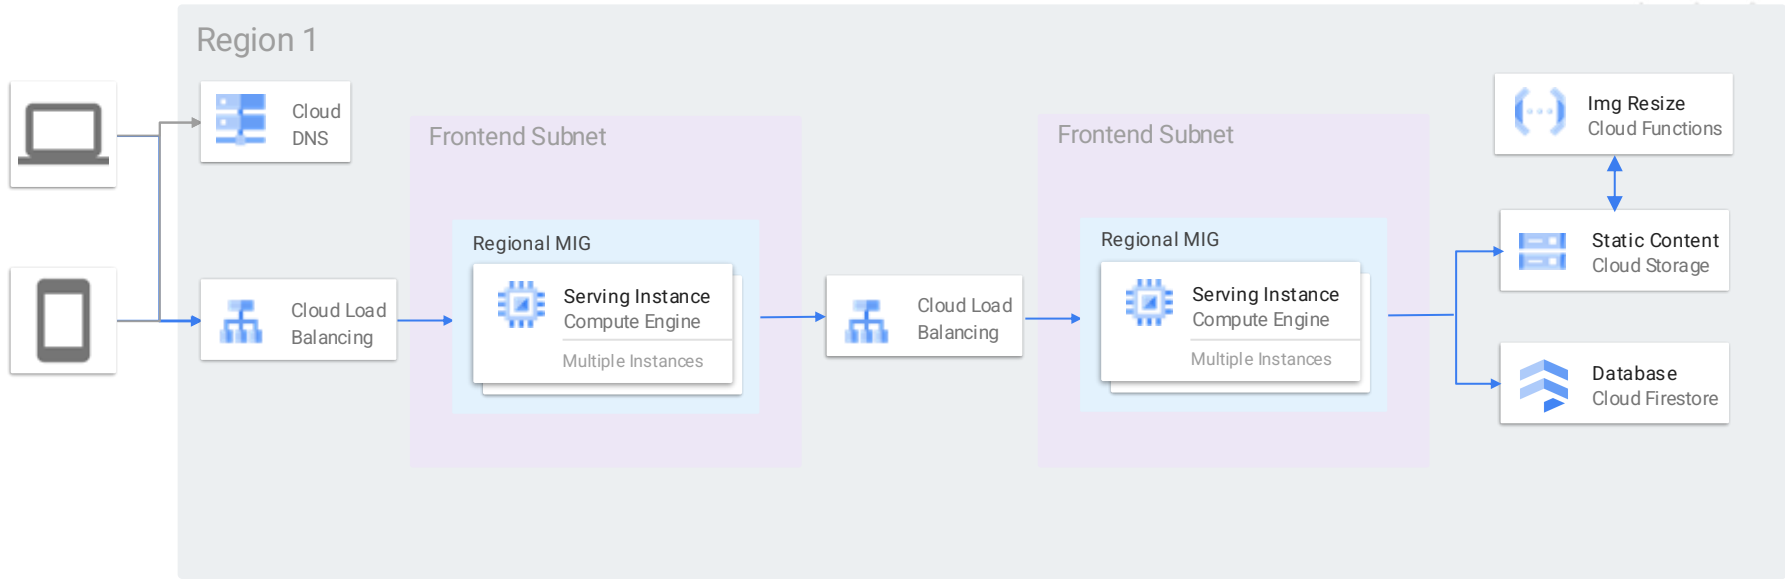 Region 1
Cloud
DNS
Cloud Load
Balancing
Frontend Subnet
Regional MIG
Serving Instance
Compute Engine
Multiple Instances
Cloud Load
Balancing
Frontend Subnet
Regional MIG
Serving Instance
Compute Engine
Multiple Instances
Img Resize
Cloud Functions
Static Content
Cloud Storage
Database
Cloud Firestore